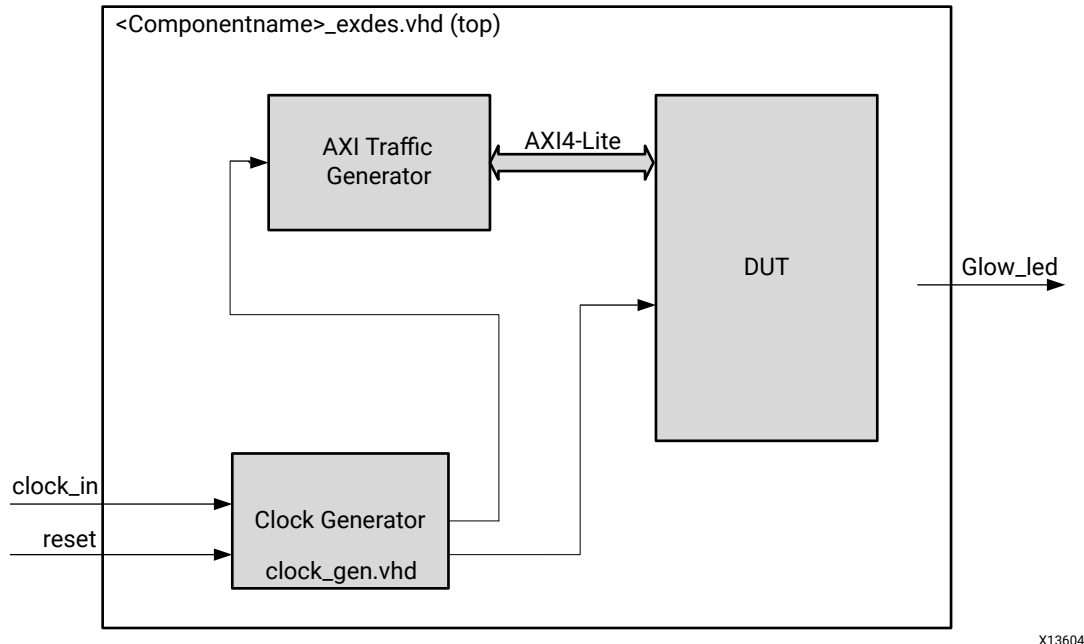 <Componentname>_exdes.vhd (top)
AXI Traffic
Generator
AXI4-Lite
DUT
Glow_led
clock_in
reset
Clock Generator
clock_gen.vhd
X13604